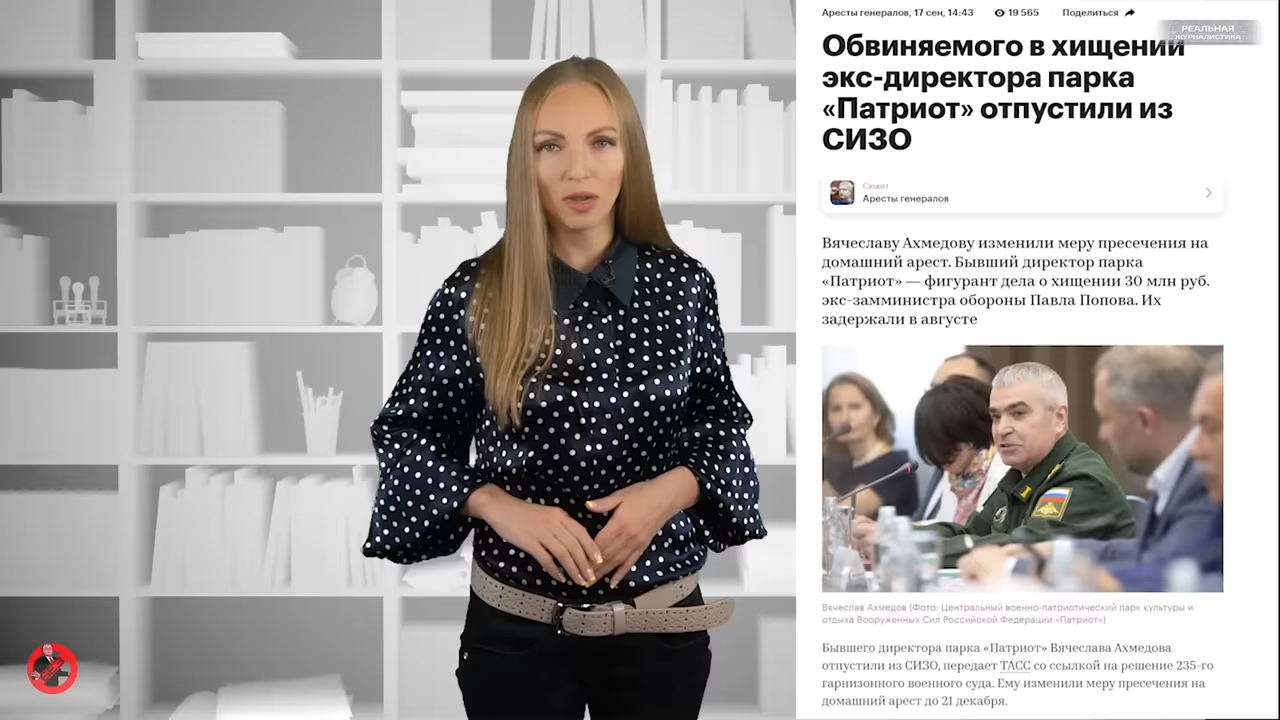 Аресты генералов, 17 сен, 14:43 19 565 Поделиться
РЕАЛЬНАЯ
ЖУРНАЛИСТИКА
Обвиняемого в хищении
экс-директора парка
«Патриот» отпустили из
СИЗО
Сюжет
Аресты генералов
Вячеславу Ахмедову изменили меру пресечения на
домашний арест. Бывший директор парка
«Патриот» — фигурант дела о хищении 30 млн руб.
экс-замминистра обороны Павла Попова. Их
задержали в августе
Вячеслав Ахмедов (Фото: Центральный военно-патриотический парк культуры и
отдыха Вооруженных Сил Российской Федерации «Патриот»)
Бывшего директора парка «Патриот» Вячеслава Ахмедова
отпустили из СИЗО, передает ТАСС со ссылкой на решение 235-го
гарнизонного военного суда. Ему изменили меру пресечения на
домашний арест до 21 декабря.